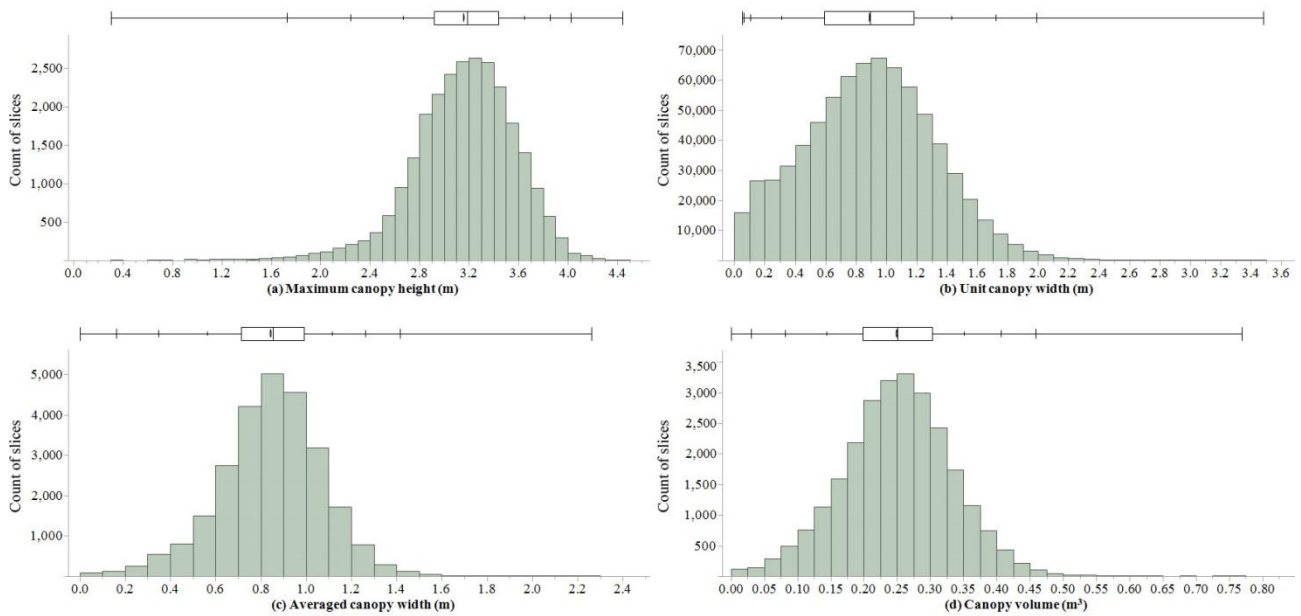 Count of slices
2,500
2,000
1,500
1,000
500
0.0 0.4 0.8 1.2 1.6 2.0 2.4 2.8 3.2 3.6 4.0 4.4
(a) Maximum canopy height (m)
Count of slices
70,000
60,000
50,000
40,000
30,000
20,000
10,000
0.0 0.2 0.4 0.6 0.8 1.0 1.2 1.4 1.6 1.8 2.0 2.2 2.4 2.6 2.8 3.0 3.2 3.4 3.6
(b) Unit canopy width (m)
Count of slices
5,000
4,000
3,000
2,000
1,000
0.0 0.2 0.4 0.6 0.8 1.0 1.2 1.4 1.6 1.8 2.0 2.2 2.4
(c) Averaged canopy width (m)
Count of slices
3,500
3,000
2,500
2,000
1,500
1,000
500
0.00 0.05 0.10 0.15 0.20 0.25 0.30 0.35 0.40 0.45 0.50 0.55 0.60 0.65 0.70 0.75 0.80
(d) Canopy volume (m³)